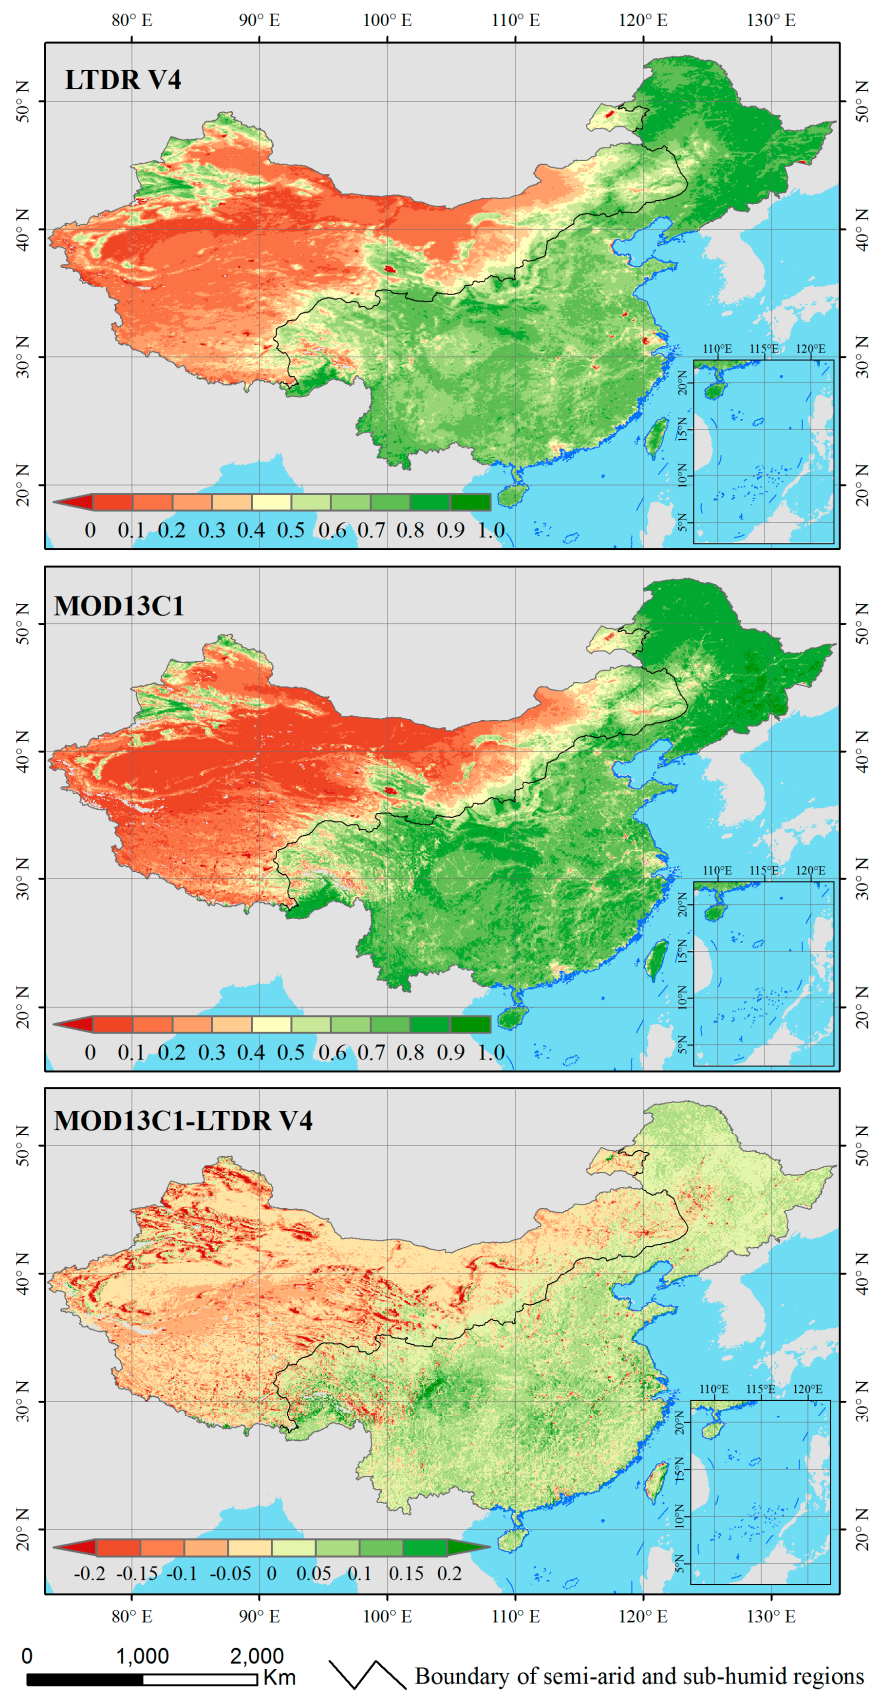 80° E 90° E 100° E 110° E 120° E 130° E
LTDR V4
50° N 50° N
40° N 40° N
30° N 30° N
110°E 115°E 120°E
20°N
15°N
10°N
5°N
20° N 20° N
0 0.1 0.2 0.3 0.4 0.5 0.6 0.7 0.8 0.9 1.0
MOD13C1
50° N 50° N
40° N 40° N
30° N 30° N
110°E 115°E 120°E
20°N
15°N
10°N
5°N
20° N 20° N
0 0.1 0.2 0.3 0.4 0.5 0.6 0.7 0.8 0.9 1.0
MOD13C1-LTDR V4
50° N 50° N
40° N 40° N
30° N 30° N
110°E 115°E 120°E
20°N
15°N
10°N
5°N
20° N 20° N
-0.2 -0.15 -0.1 -0.05 0 0.05 0.1 0.15 0.2
80° E 90° E 100° E 110° E 120° E 130° E
0 1,000 2,000
Km
Boundary of semi-arid and sub-humid regions